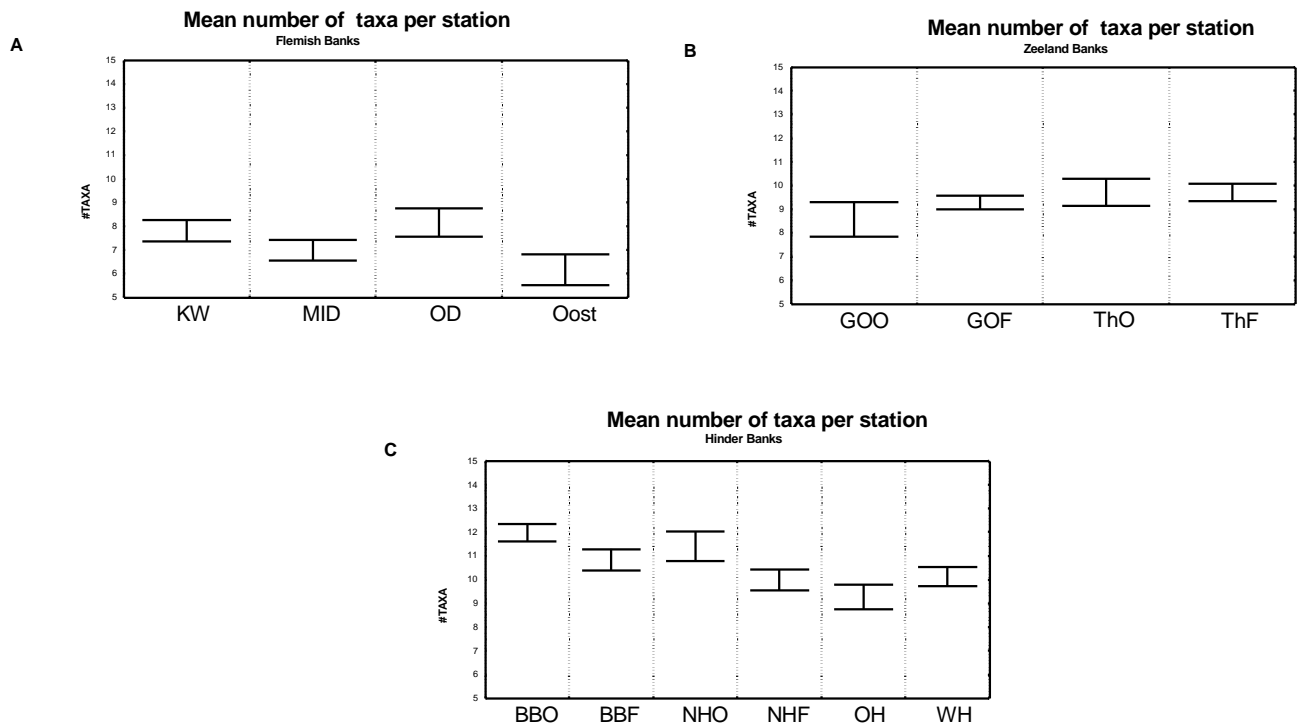 Mean number of taxa per station
Flemish Banks
A
15
14
13
12
11
10
9
8
7
6
5
#TAXA
KW MID OD Oost
Mean number of taxa per station
Zeeland Banks
B
15
14
13
12
11
10
9
8
7
6
5
#TAXA
GOO GOF ThO ThF
Mean number of taxa per station
Hinder Banks
C
15
14
13
12
11
10
9
8
7
6
5
#TAXA
BBO BBF NHO NHF OH WH